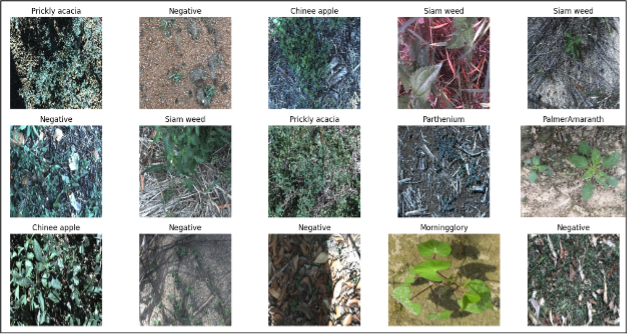 Prickly acacia
Negative
Chinee apple
Siam weed
Siam weed
Negative
Siam weed
Prickly acacia
Parthenium
PalmerAmaranth
Chinee apple
Negative
Negative
Morningglory
Negative